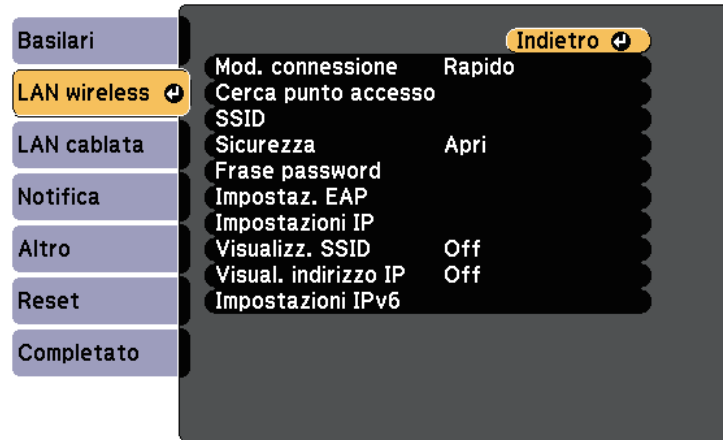 Basilari
LAN wireless
LAN cablata
Notifica
Altro
Reset
Completato
Indietro
Mod. connessione Rapido
Cerca punto accesso
SSID
Sicurezza Apri
Frase password
Impostaz. EAP
Impostazioni IP
Visualizz. SSID Off
Visual. indirizzo IP Off
Impostazioni IPv6